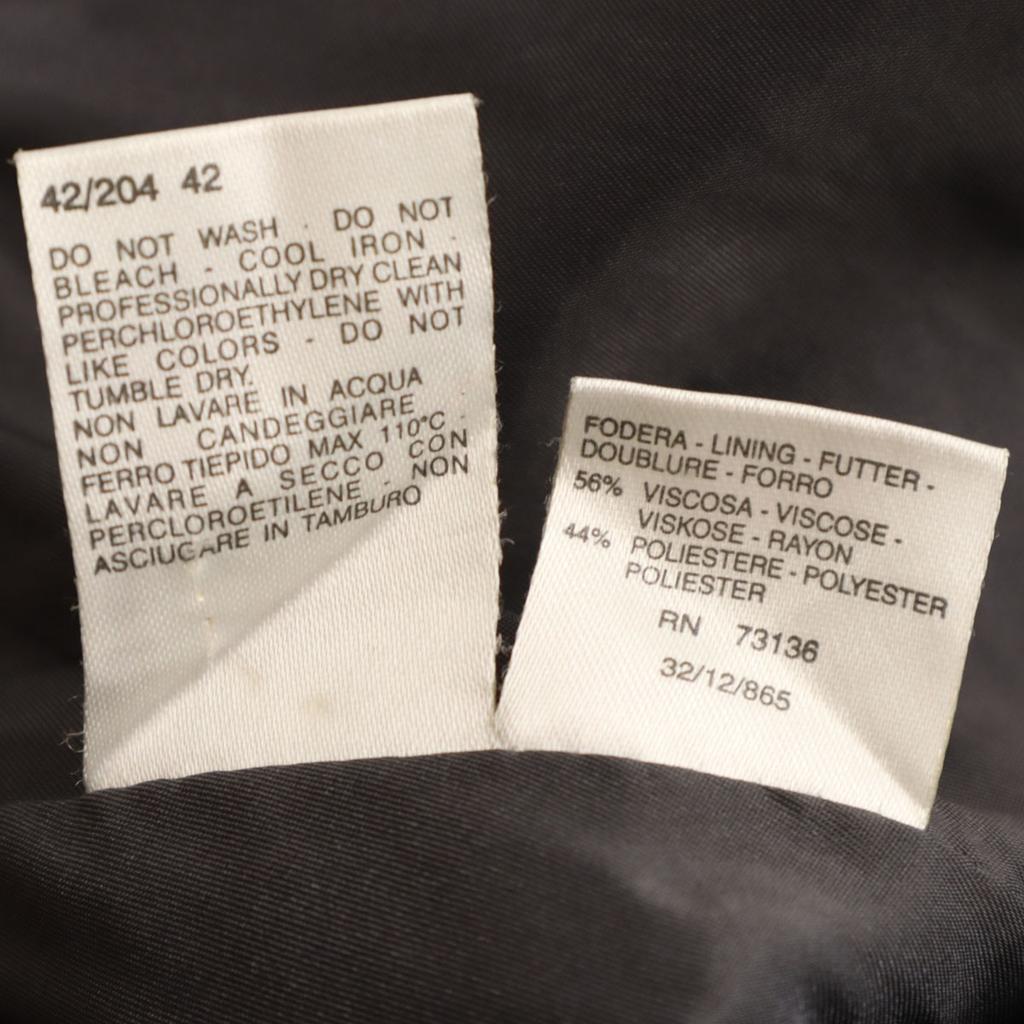 42/204 42
DO NOT WASH - DO NOT
BLEACH - COOL IRON -
PROFESSIONALLY DRY CLEAN
PERCHLOROETHYLENE WITH
LIKE COLORS - DO NOT
TUMBLE DRY.
NON LAVARE IN ACQUA
NON CANDEGGIARE -
FERRO TIEPIDO MAX 110°C -
LAVARE A SECCO CON
PERCLOROETILENE - NON
ASCIUGARE IN TAMBURO
FODERA - LINING - FUTTER -
DOUBLURE - FORRO
56% VISCOSA - VISCOSE -
VISKOSE - RAYON
44% POLIESTERE - POLYESTER
POLIESTER
RN 73136
32/12/865